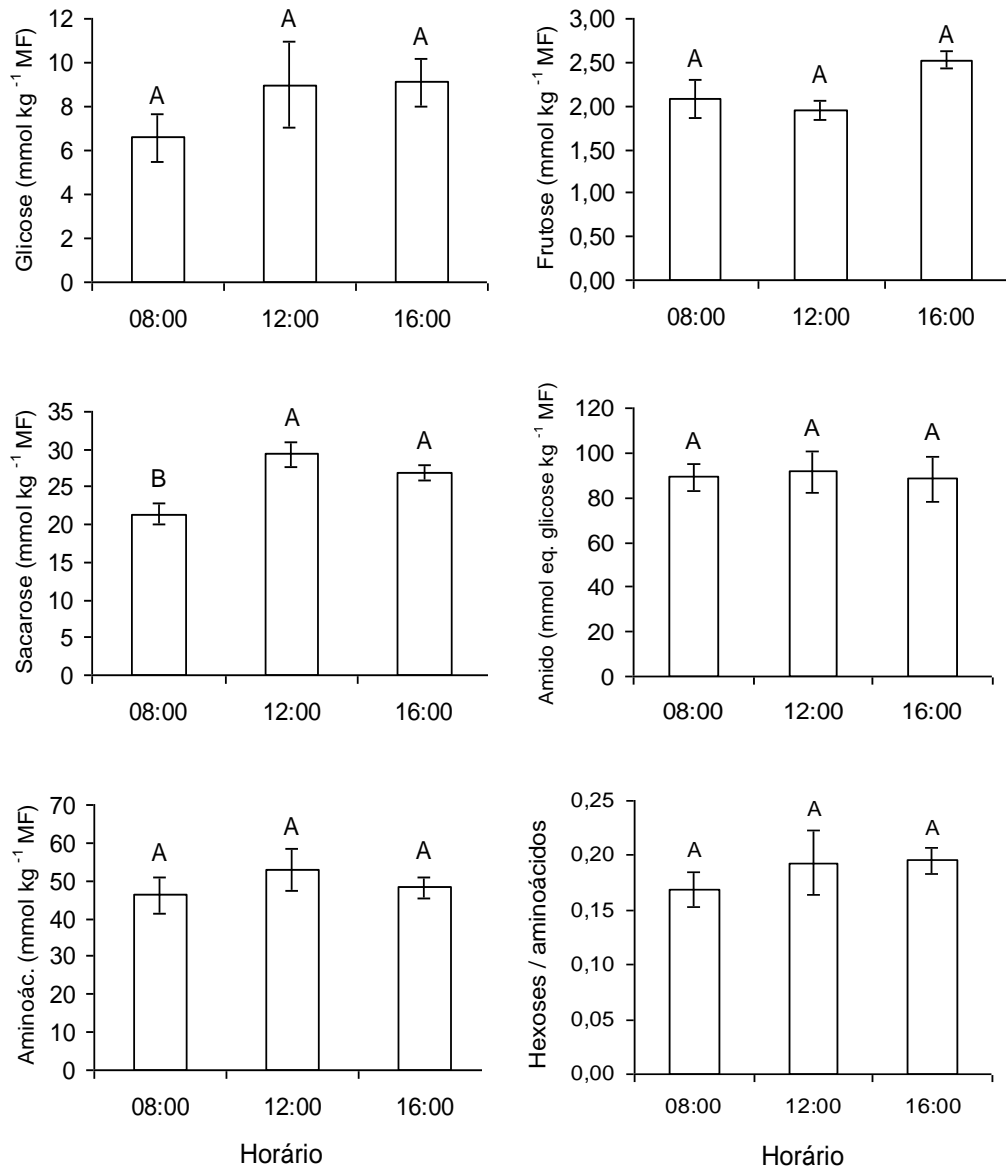 Glicose (mmol kg -1 MF)
12
10
8
6
4
2
0
A
A
A
08:00 12:00 16:00
Frutose (mmol kg -1 MF)
3,00
2,50
2,00
1,50
1,00
0,50
0,00
A
A
A
08:00 12:00 16:00
Sacarose (mmol kg -1 MF)
35
30
25
20
15
10
5
0
B
A
A
08:00 12:00 16:00
Amido (mmol eq. glicose kg -1 MF)
120
100
80
60
40
20
0
A
A
A
08:00 12:00 16:00
Aminoác. (mmol kg -1 MF)
70
60
50
40
30
20
10
0
A
A
A
08:00 12:00 16:00
Horário
Hexoses / aminoácidos
0,25
0,20
0,15
0,10
0,05
0,00
A
A
A
08:00 12:00 16:00
Horário